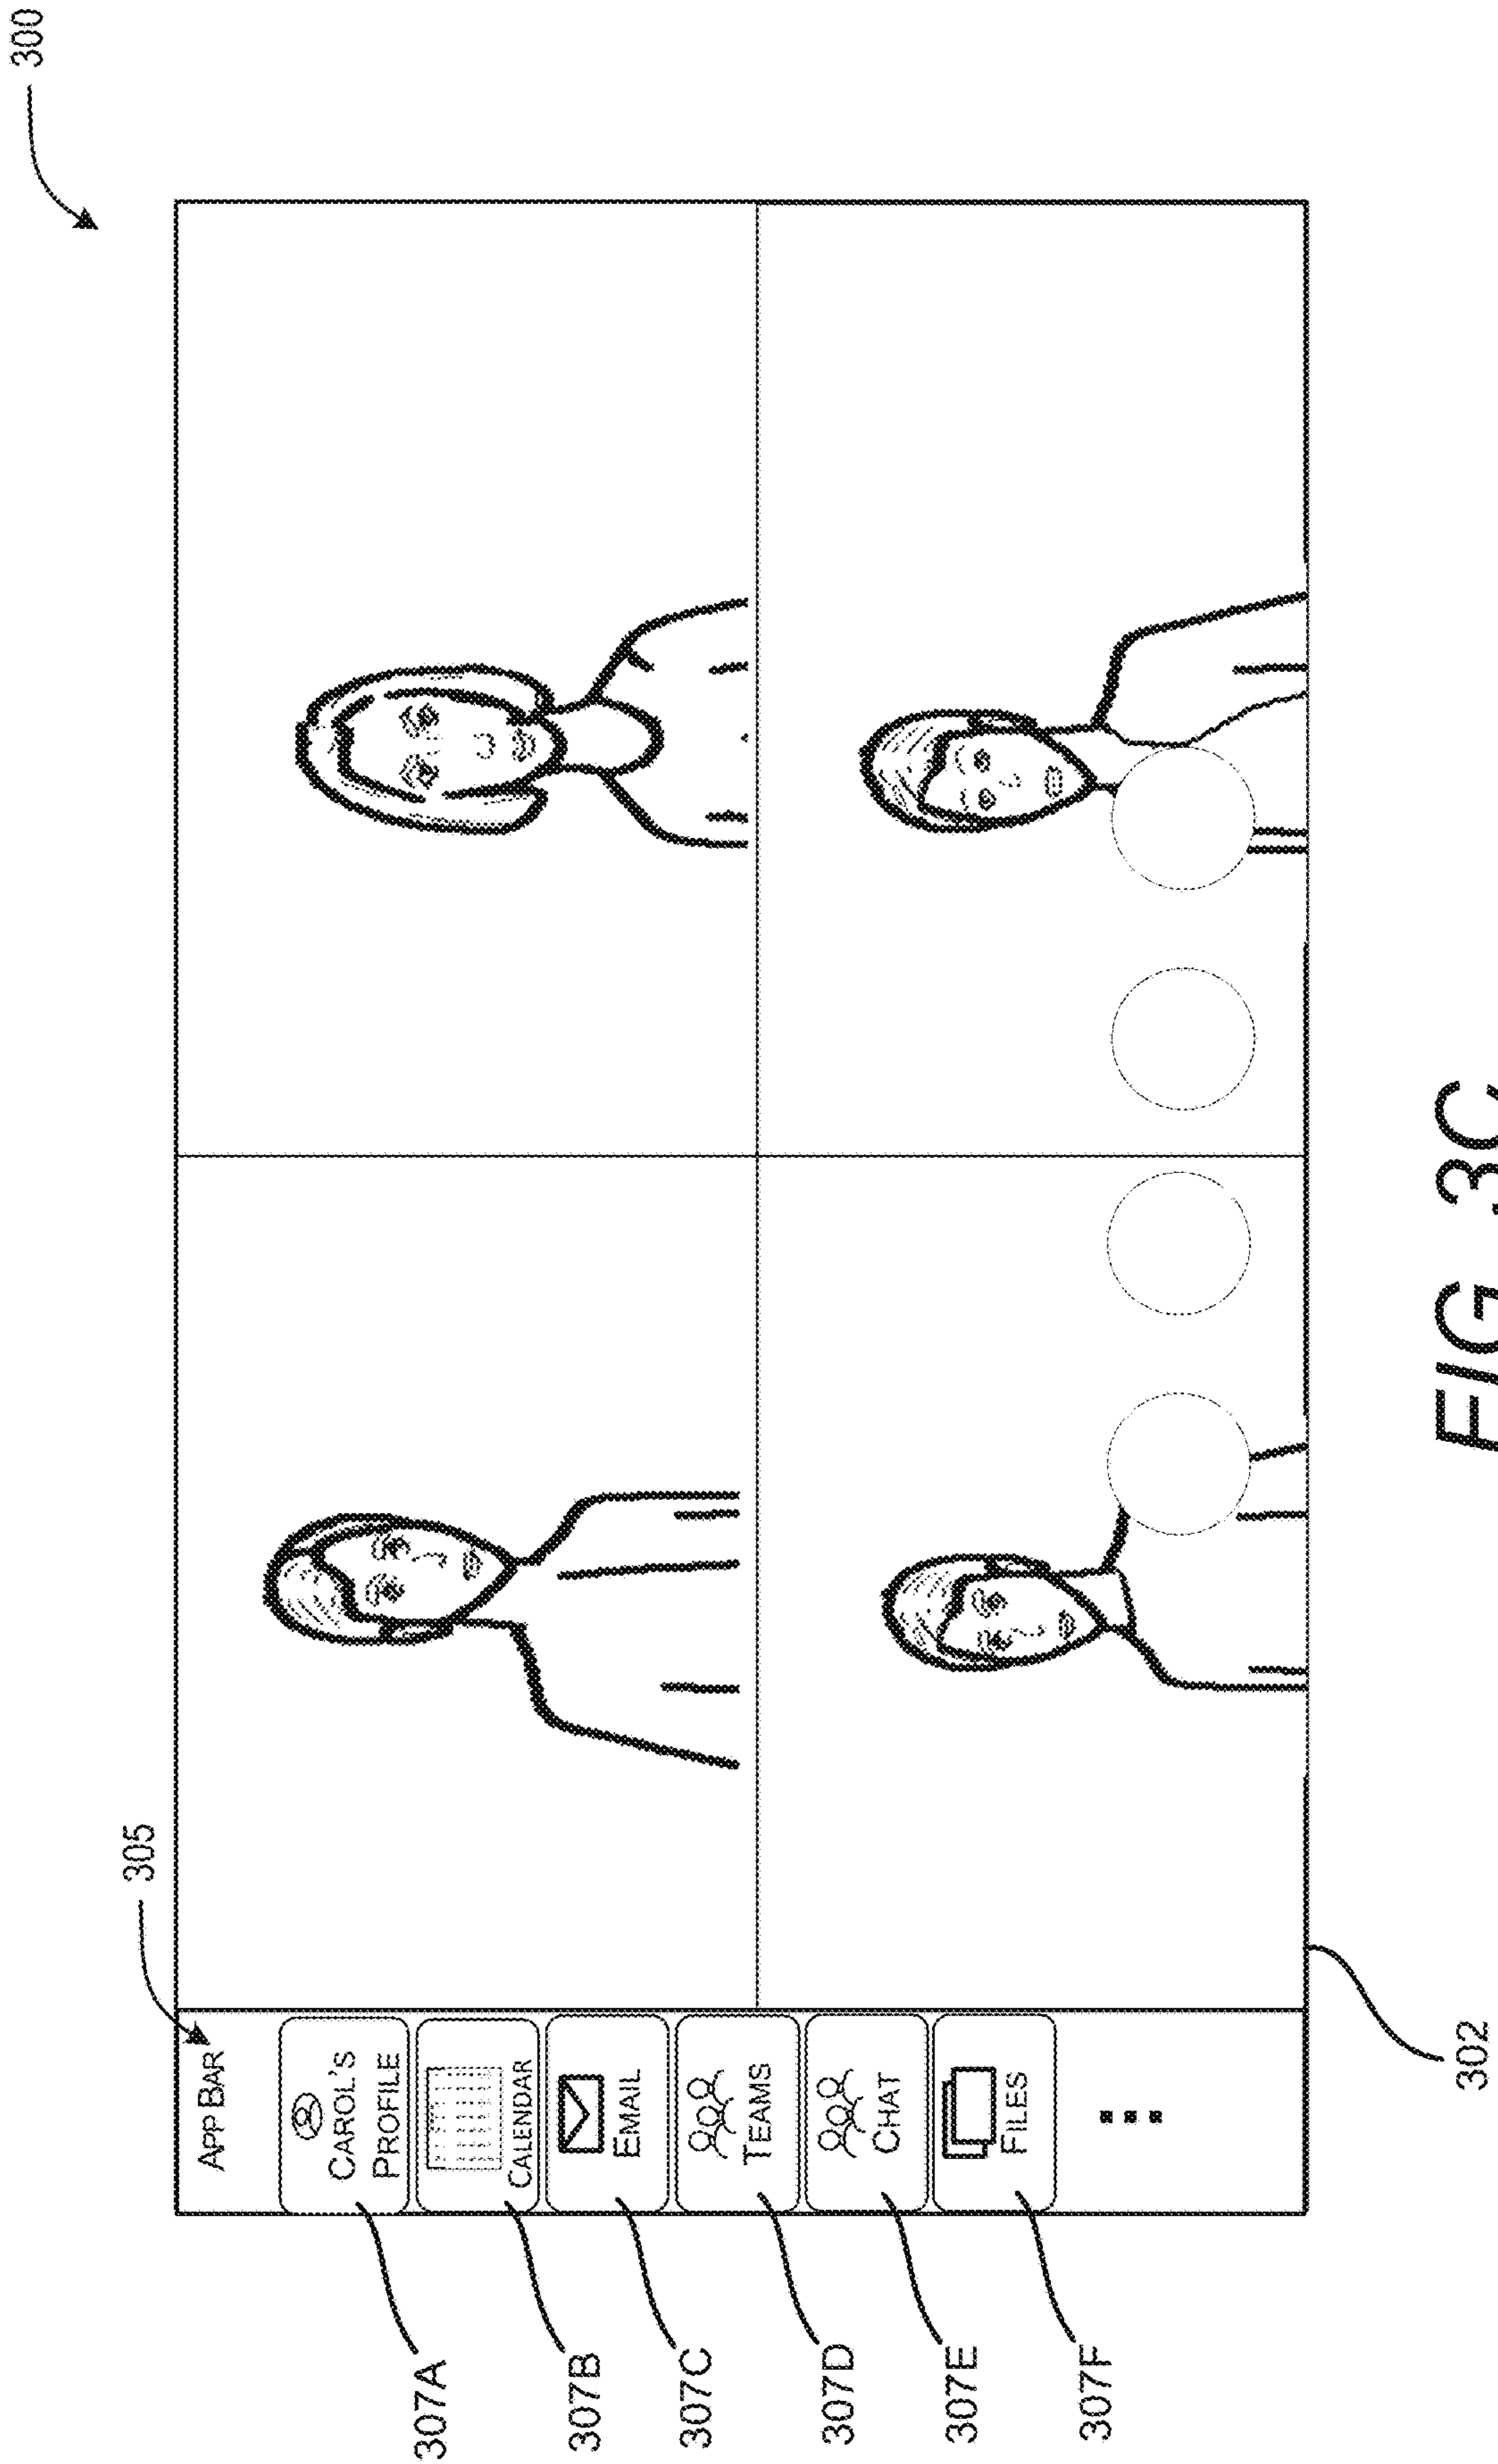 300
305
APP BAR
CAROL'S
PROFILE
CALENDAR
EMAIL
TEAMS
CHAT
FILES
307A
307B
307C
307D
307E
307F
302
FIG. 3C